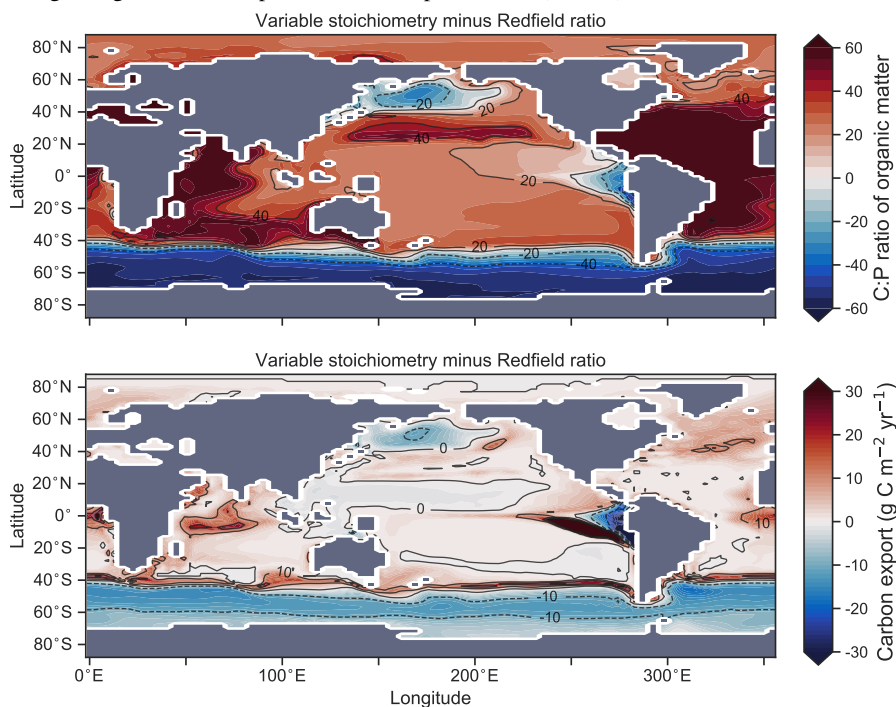 Variable stoichiometry minus Redfield ratio
80°N
60°N
40°N
20°N
0°
20°S
40°S
60°S
80°S
Latitude
-20
20
40
40
20
40
20
-20
-40
60
40
20
0
-20
-40
-60
C:P ratio of organic matter
Variable stoichiometry minus Redfield ratio
80°N
60°N
40°N
20°N
0°
20°S
40°S
60°S
80°S
Latitude
0
0
10
10
-10
-10
0°E
100°E
200°E
300°E
Longitude
30
20
10
0
-10
-20
-30
Carbon export (g C m⁻² yr⁻¹)